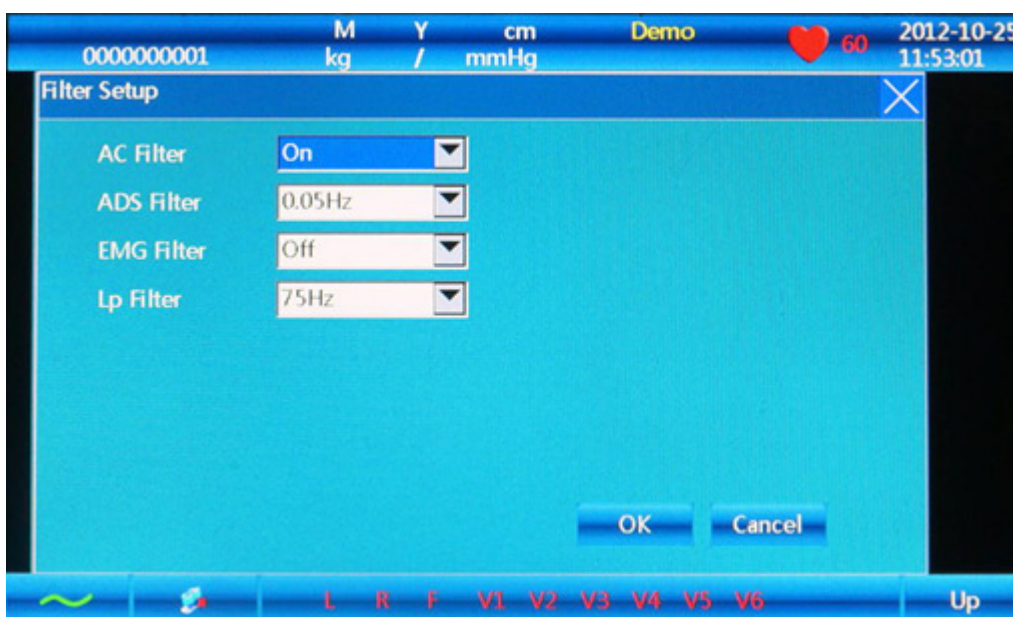 M Y cm Demo 2012-10-25
0000000001 kg / mmHg 60 11:53:01
Filter Setup
AC Filter On
ADS Filter 0.05Hz
EMG Filter Off
Lp Filter 75Hz
OK Cancel
L R F V1 V2 V3 V4 V5 V6 Up